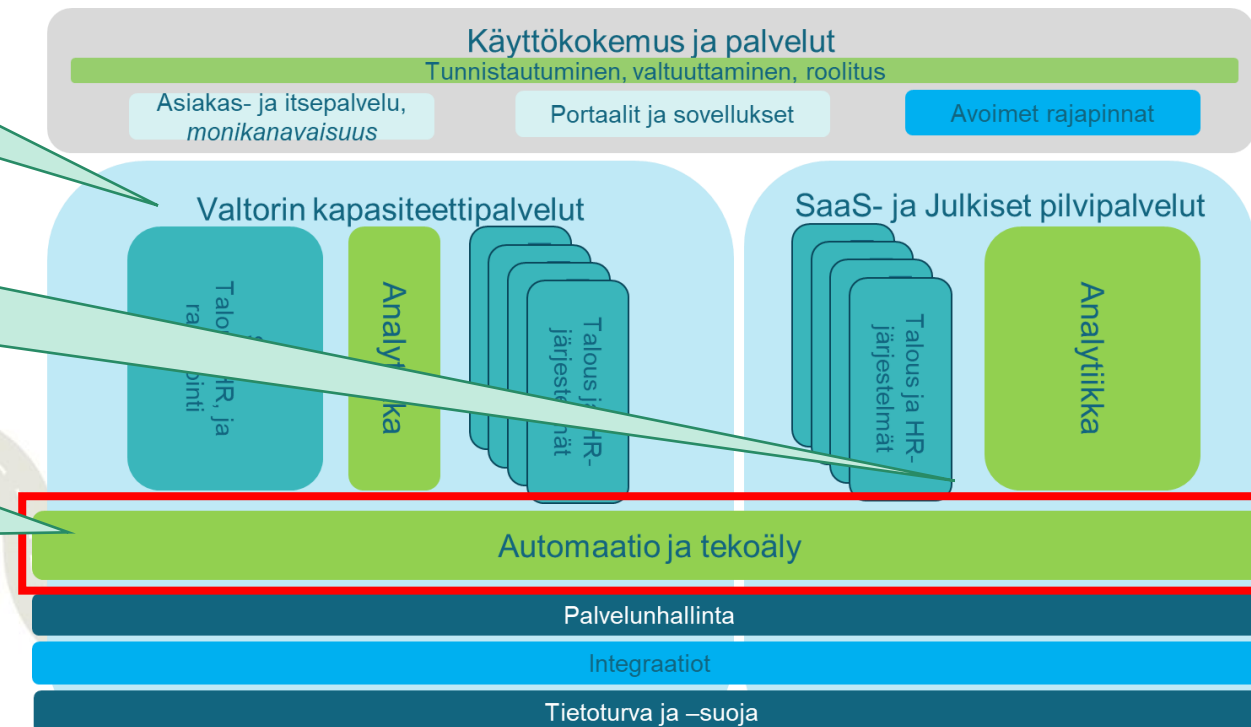 Käyttökokemus ja palvelut
Tunnistautuminen, valtuuttaminen, roolitus
Asiakas- ja itsepalvelu,
monikanavaisuus
Portaalit ja sovellukset
Avoimet rajapinnat
Valtorin kapasiteettipalvelut
HR, ja
Talous ja HR-
järjestelmät
SaaS- ja Julkiset pilvipalvelut
Talous ja HR-
järjestelmät
Analytiikka
Automaatio ja tekoäly
Palvelunhallinta
Integraatiot
Tietoturva ja –suoja